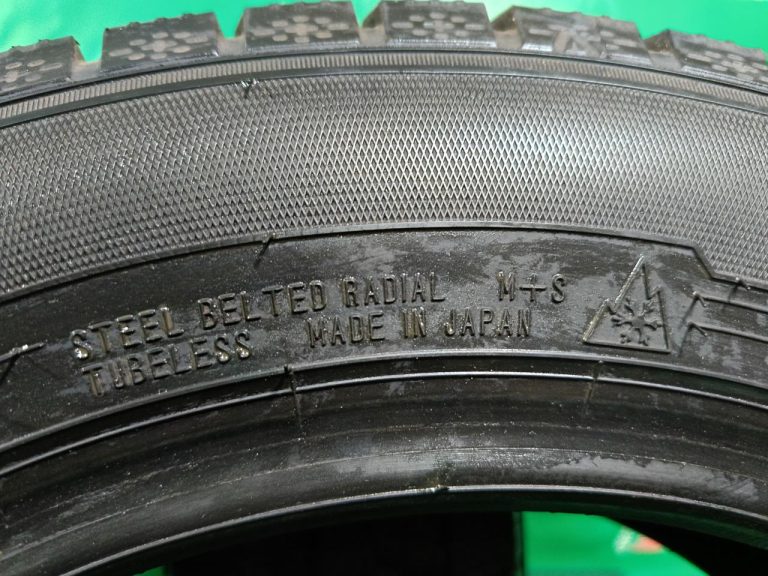 STEEL BELTED RADIAL M+S
TUBELESS MADE IN JAPAN